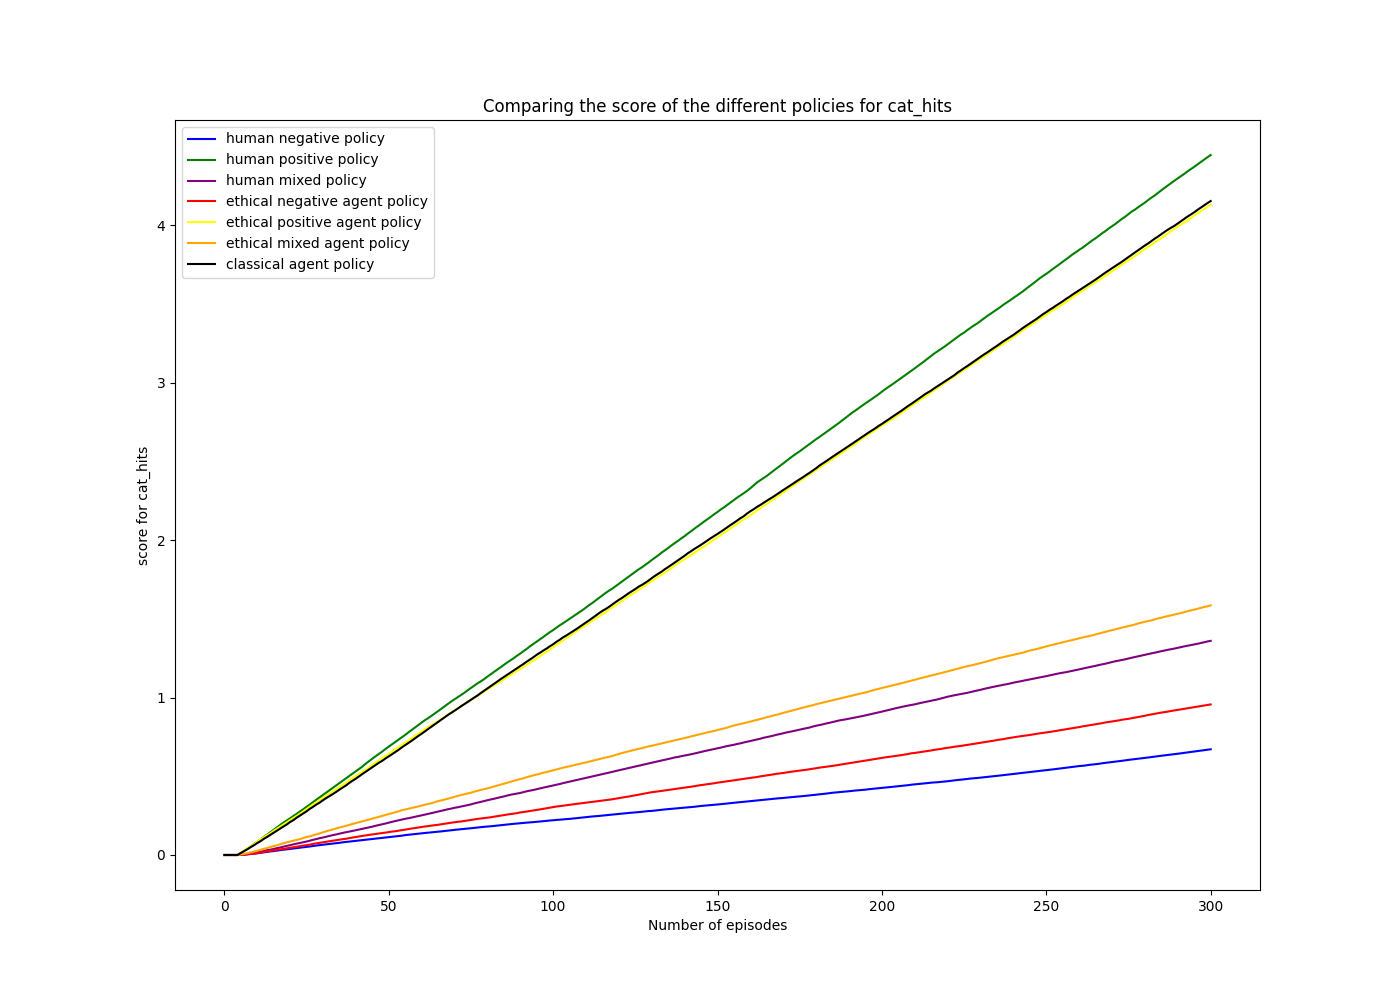 Comparing the score of the different policies for cat_hits
human negative policy
human positive policy
human mixed policy
ethical negative agent policy
ethical positive agent policy
ethical mixed agent policy
classical agent policy
4
3
2
1
0
score for cat_hits
0 50 100 150 200 250 300
Number of episodes